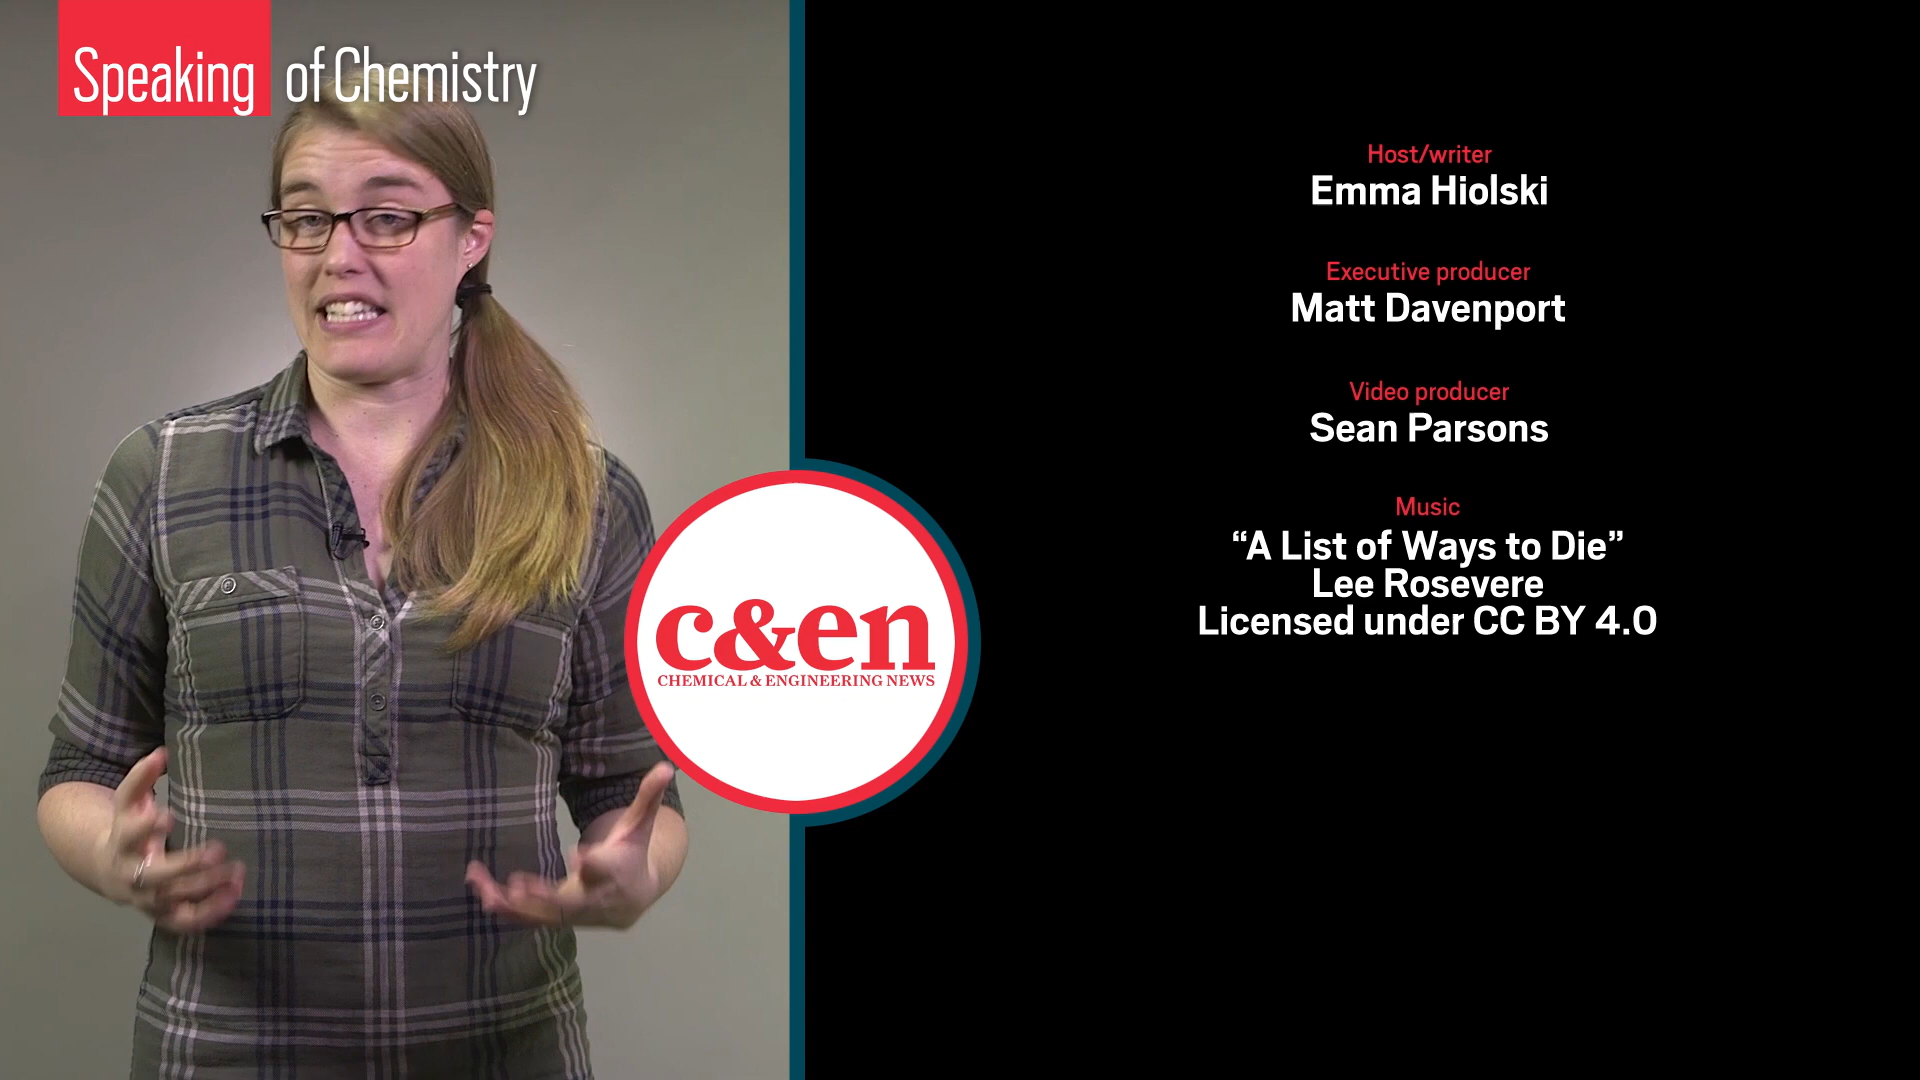 Speaking of Chemistry
Host/writer
Emma Hiolski
Executive producer
Matt Davenport
Video producer
Sean Parsons
Music
“A List of Ways to Die”
Lee Rosevere
Licensed under CC BY 4.0
c&en
CHEMICAL & ENGINEERING NEWS